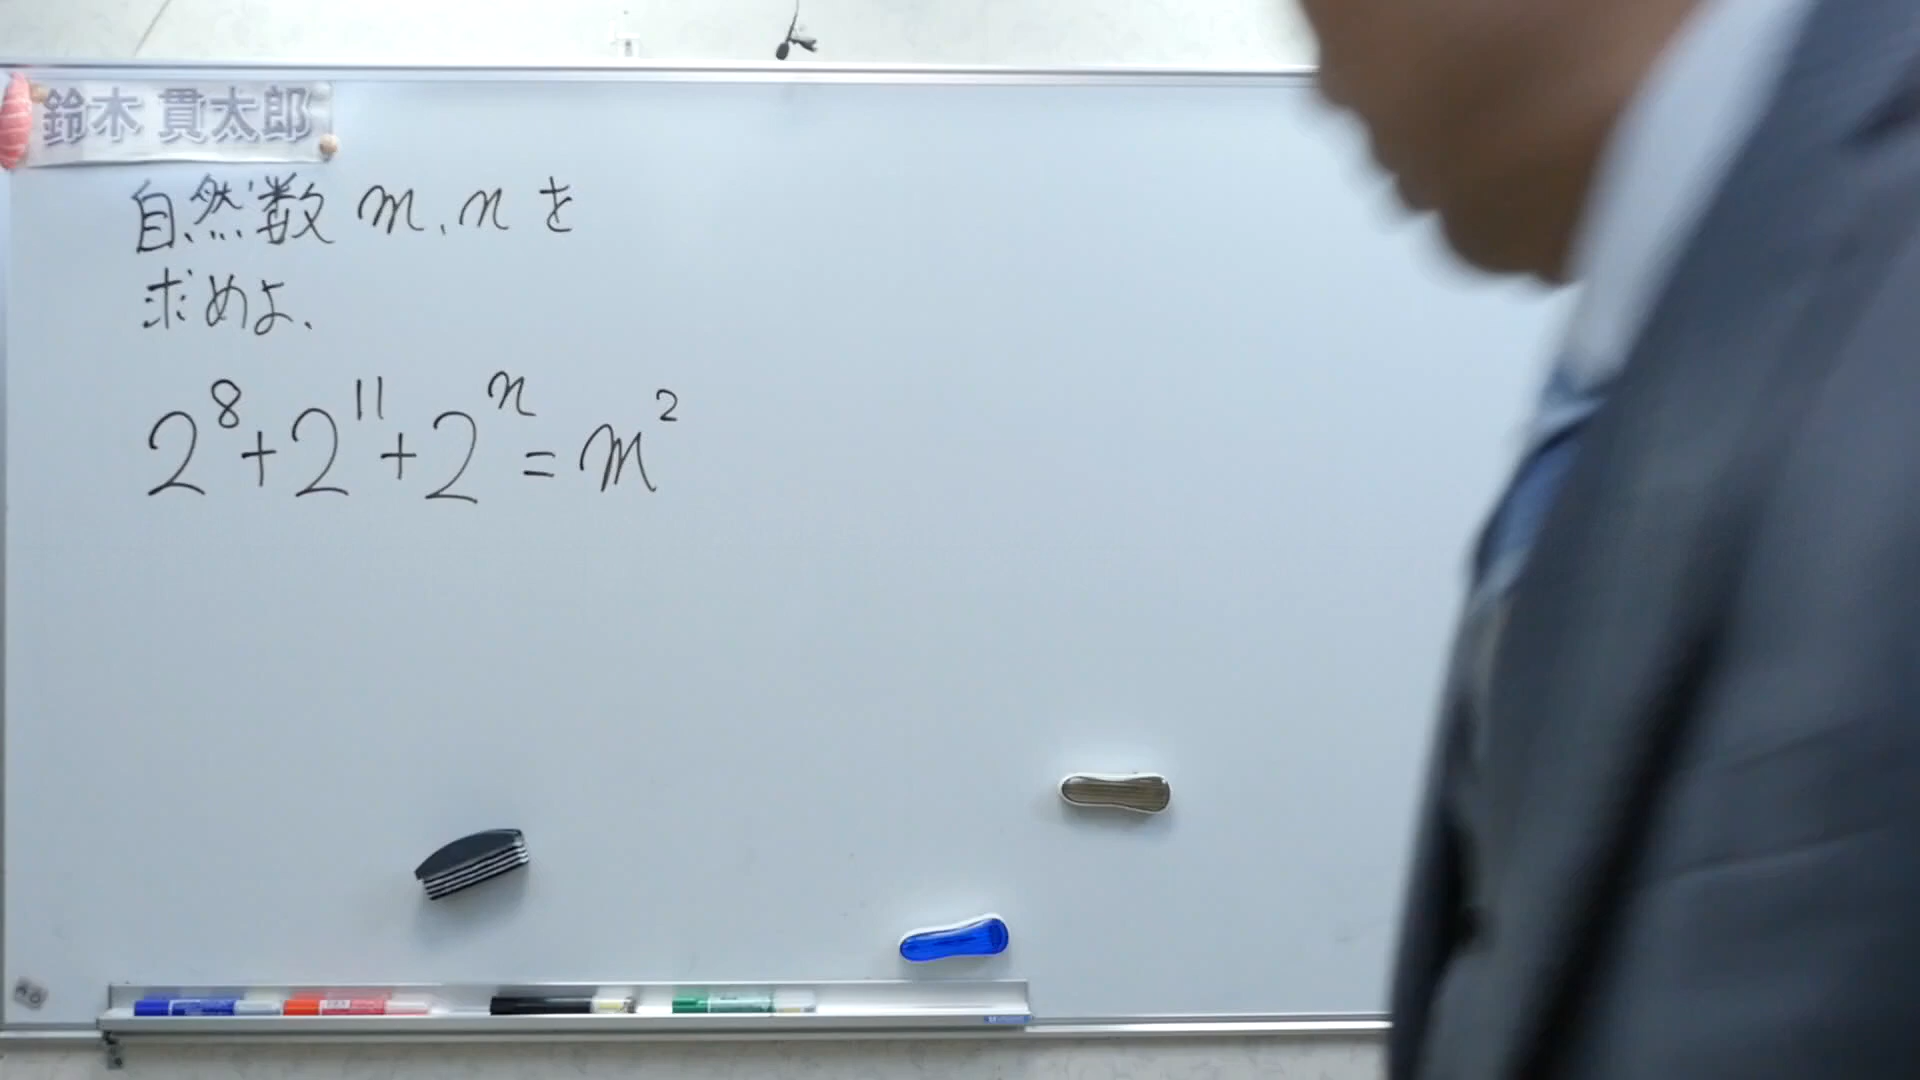 鈴木 貫太郎
自然数 m, n を
求めよ.
2^8+2^11+2^n=m^2